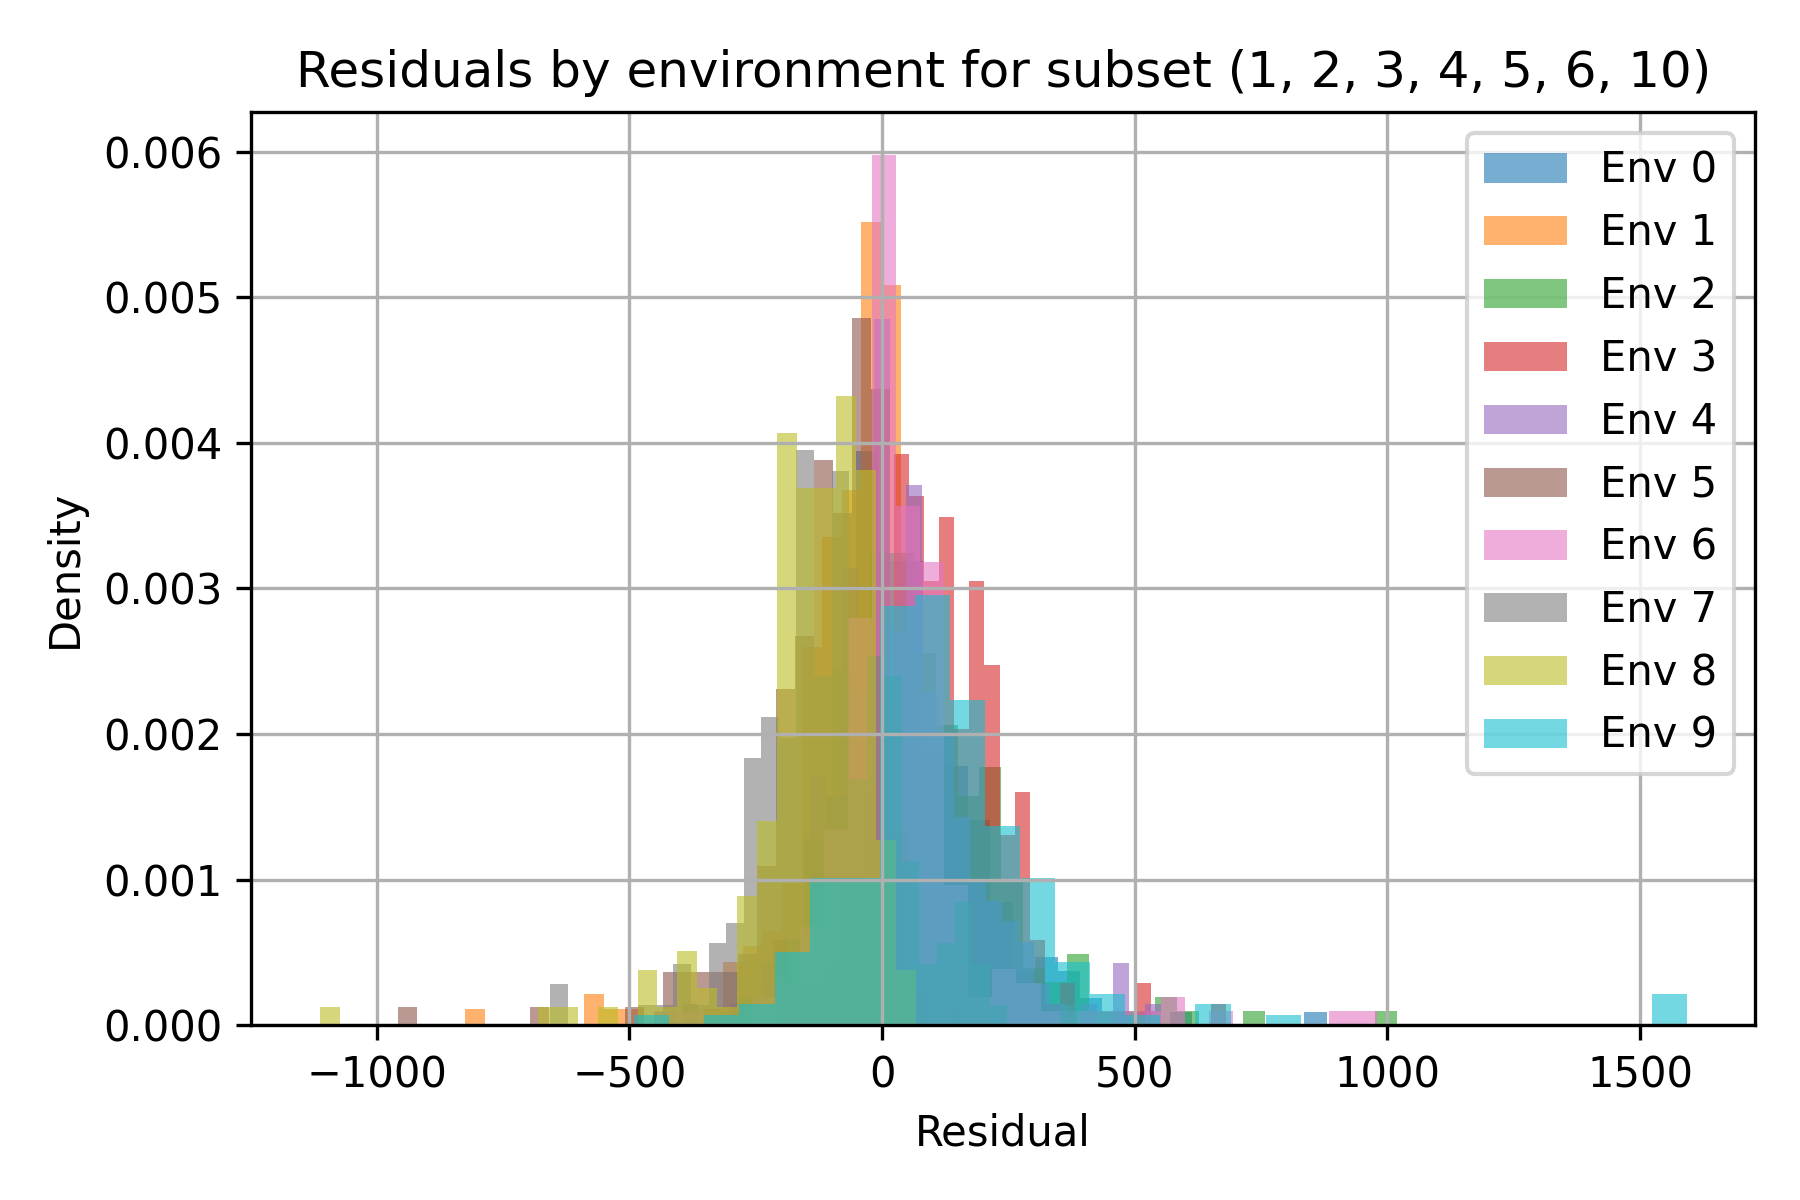 Residuals by environment for subset (1, 2, 3, 4, 5, 6, 10)
0.006
0.005
0.004
0.003
0.002
0.001
0.000
Density
−1000
−500
0
500
1000
1500
Residual
Env 0
Env 1
Env 2
Env 3
Env 4
Env 5
Env 6
Env 7
Env 8
Env 9